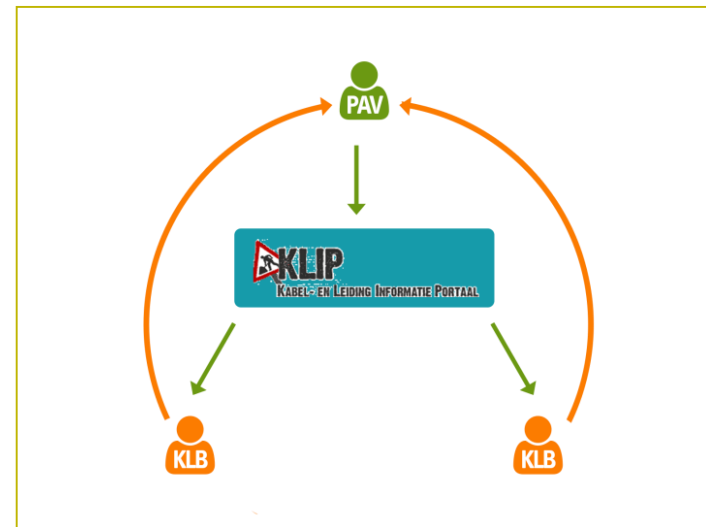 PAV
KLIP
KABEL- EN LEIDING INFORMATIE PORTAAL
KLB
KLB